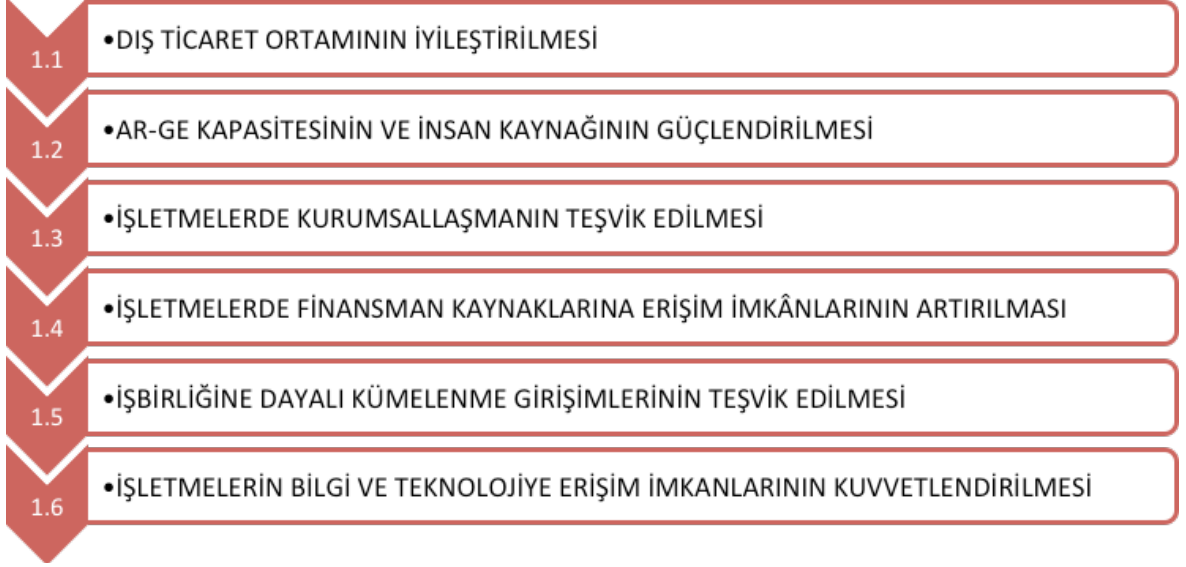 1.1 •DIŞ TİCARET ORTAMININ İYİLEŞTİRİLMESİ
1.2 •AR-GE KAPASİTESİNİN VE İNSAN KAYNAĞININ GÜÇLENDİRİLMESİ
1.3 •İŞLETMELERDE KURUMSALLAŞMANIN TEŞVİK EDİLMESİ
1.4 •İŞLETMELERDE FİNANSMAN KAYNAKLARINA ERİŞİM İMKÂNLARININ ARTIRILMASI
1.5 •İŞBİRLİĞİNE DAYALI KÜMELENME GİRİŞİMLERİNİN TEŞVİK EDİLMESİ
1.6 •İŞLETMELERİN BİLGİ VE TEKNOLOJİYE ERİŞİM İMKANLARININ KUVVETLENDİRİLMESİ